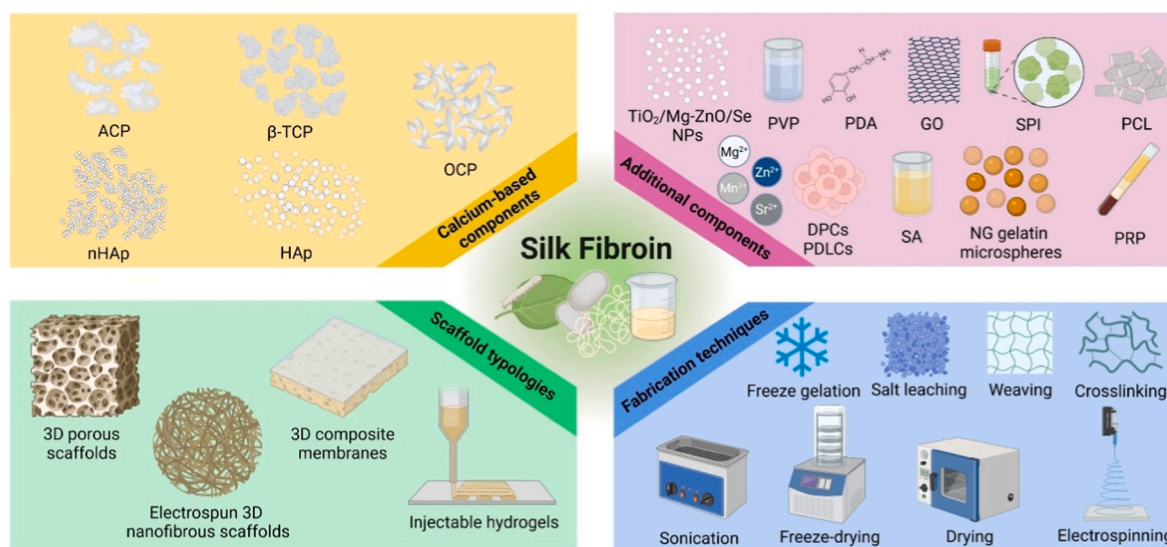 ACP
β-TCP
OCP
nHAp
HAp
Calcium-based
components
TiO₂/Mg-ZnO/Se
NPs
PVP
PDA
GO
SPI
PCL
Mg²⁺
Zn²⁺
Mn²⁺
Sr²⁺
DPCs
PDLCs
SA
NG gelatin
microspheres
PRP
Additional components
Silk Fibroin
Scaffold typologies
3D porous
scaffolds
Electrospun 3D
nanofibrous scaffolds
3D composite
membranes
Injectable hydrogels
Fabrication techniques
Freeze gelation
Salt leaching
Weaving
Crosslinking
Sonication
Freeze-drying
Drying
Electrospinning